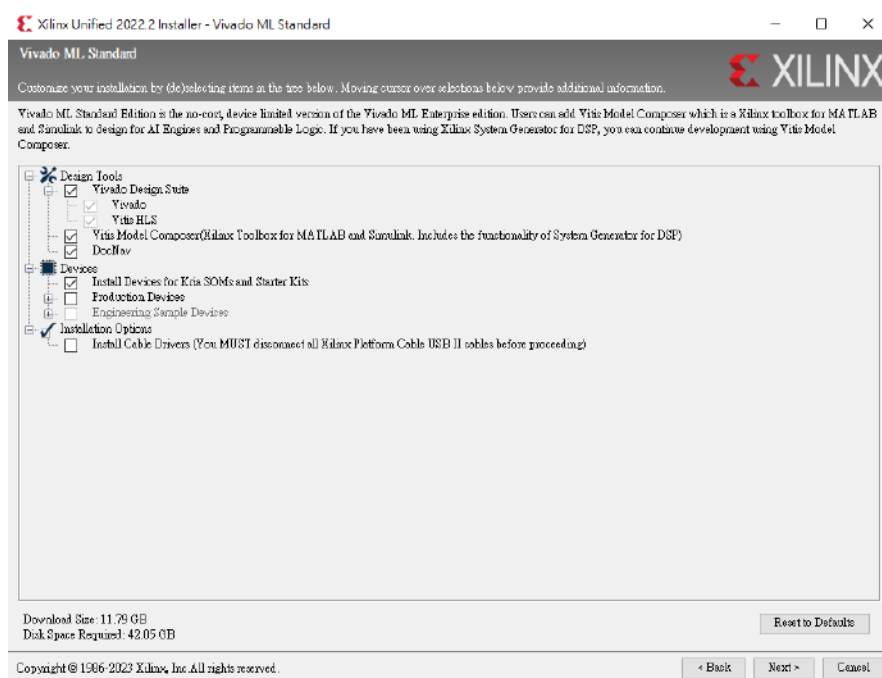 Xilinx Unified 2022.2 Installer - Vivado ML Standard
Vivado ML Standard
XILINX
Customize your installation by (de)selecting items in the tree below. Moving cursor over selections below provide additional information.
Vivado ML Standard Edition is the no-cost, device limited version of the Vivado ML Enterprise edition. Users can add Vitis Model Composer which is a Xilinx toolbox for MATLAB
and Simulink to design for AI Engines and Programmable Logic. If you have been using Xilinx System Generator for DSP, you can continue development using Vitis Model
Composer.
Design Tools
Vivado Design Suite
Vivado
Vitis HLS
Vitis Model Composer(Xilinx Toolbox for MATLAB and Simulink. Includes the functionality of System Generator for DSP)
DocNav
Devices
Install Devices for Kria SOMs and Starter Kits
Production Devices
Engineering Sample Devices
Installation Options
Install Cable Drivers (You MUST disconnect all Xilinx Platform Cable USB II cables before proceeding)
Download Size: 11.79 GB
Disk Space Required: 42.05 GB
Reset to Defaults
Copyright © 1986-2023 Xilinx, Inc. All rights reserved.
< Back
Next >
Cancel